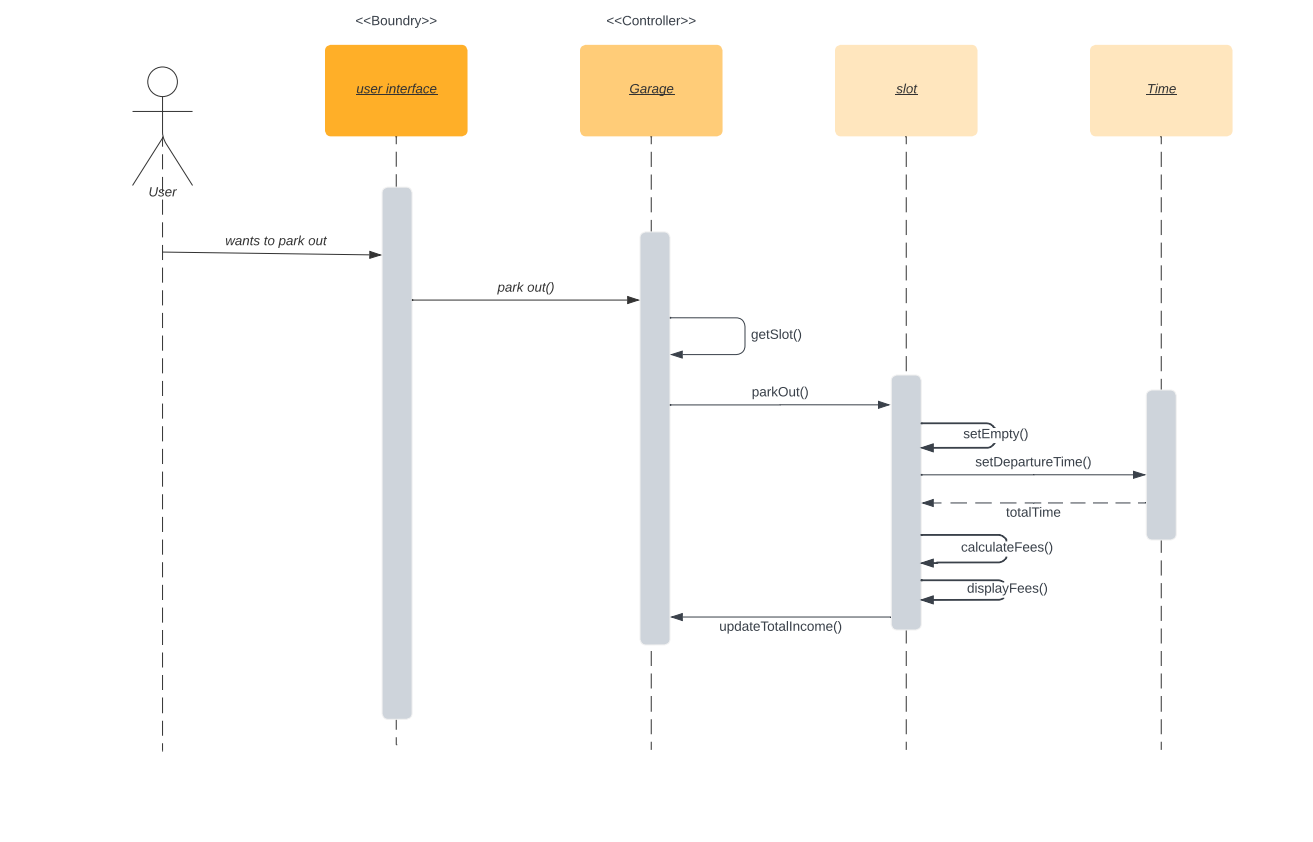 <<Boundry>>
<<Controller>>
user interface
Garage
slot
Time
User
wants to park out
park out()
getSlot()
parkOut()
setEmpty()
setDepartureTime()
totalTime
calculateFees()
displayFees()
updateTotalIncome()